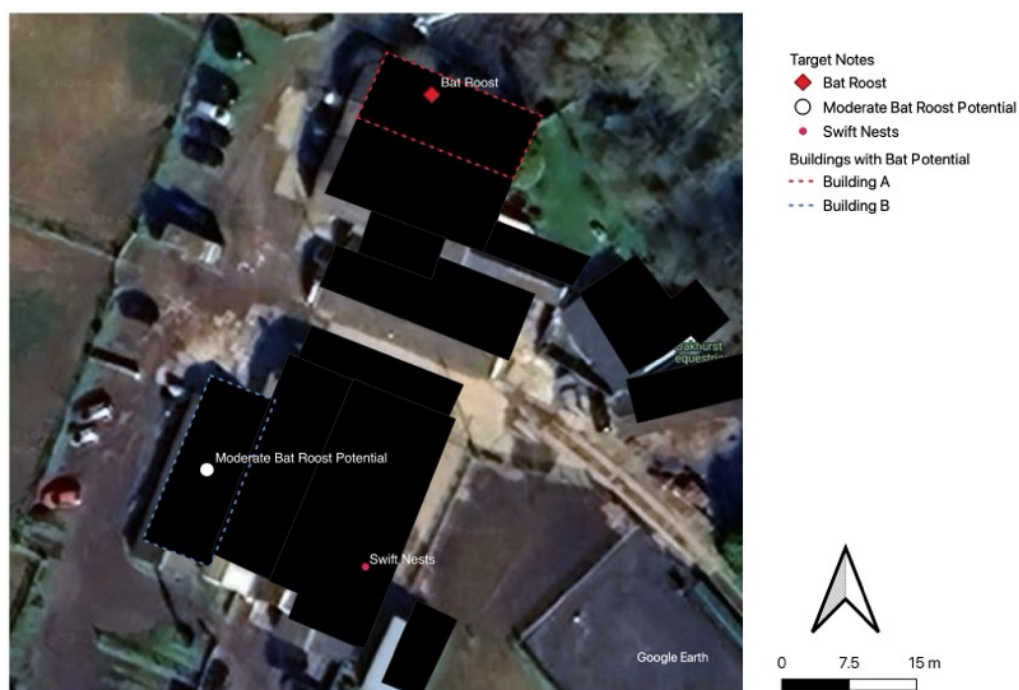 Bat Roost
Oakhurst
Moderate Bat Roost Potential
Swift Nests
Google Earth
Target Notes
Bat Roost
Moderate Bat Roost Potential
Swift Nests
Buildings with Bat Potential
Building A
Building B
0 7.5 15 m